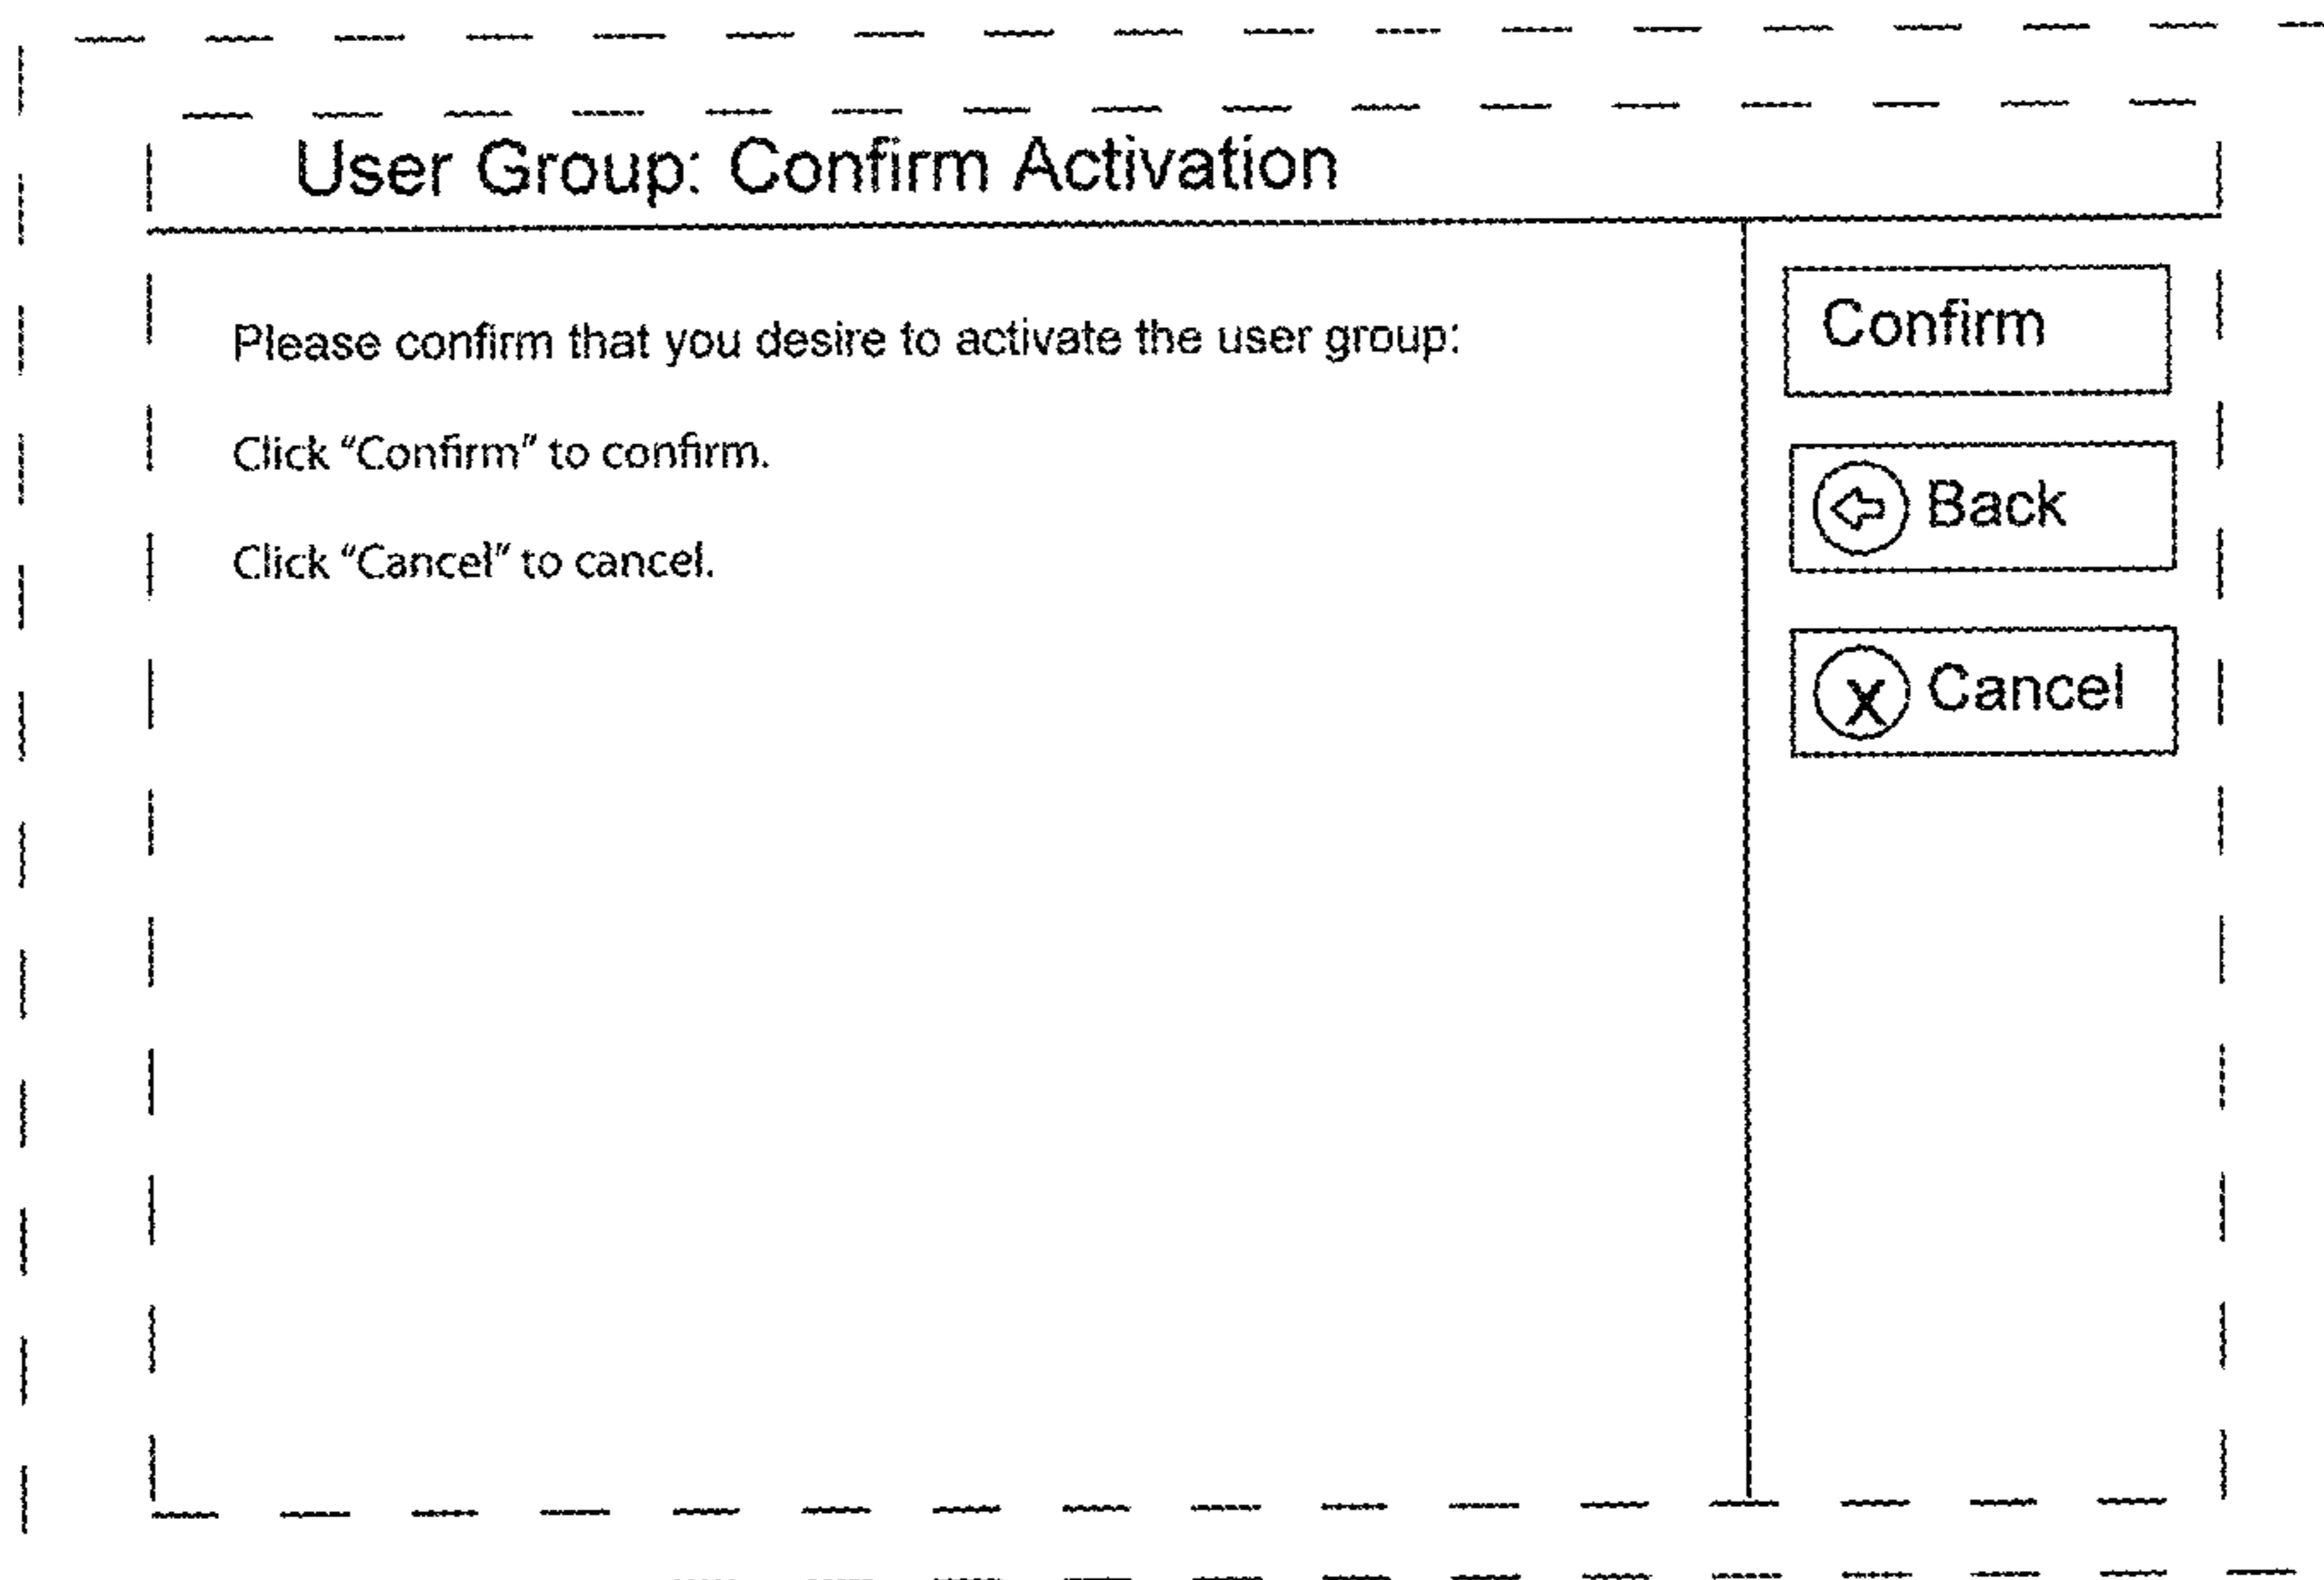 User Group: Confirm Activation
Please confirm that you desire to activate the user group:
Click “Confirm” to confirm.
Click “Cancel” to cancel.
Confirm
Back
X Cancel